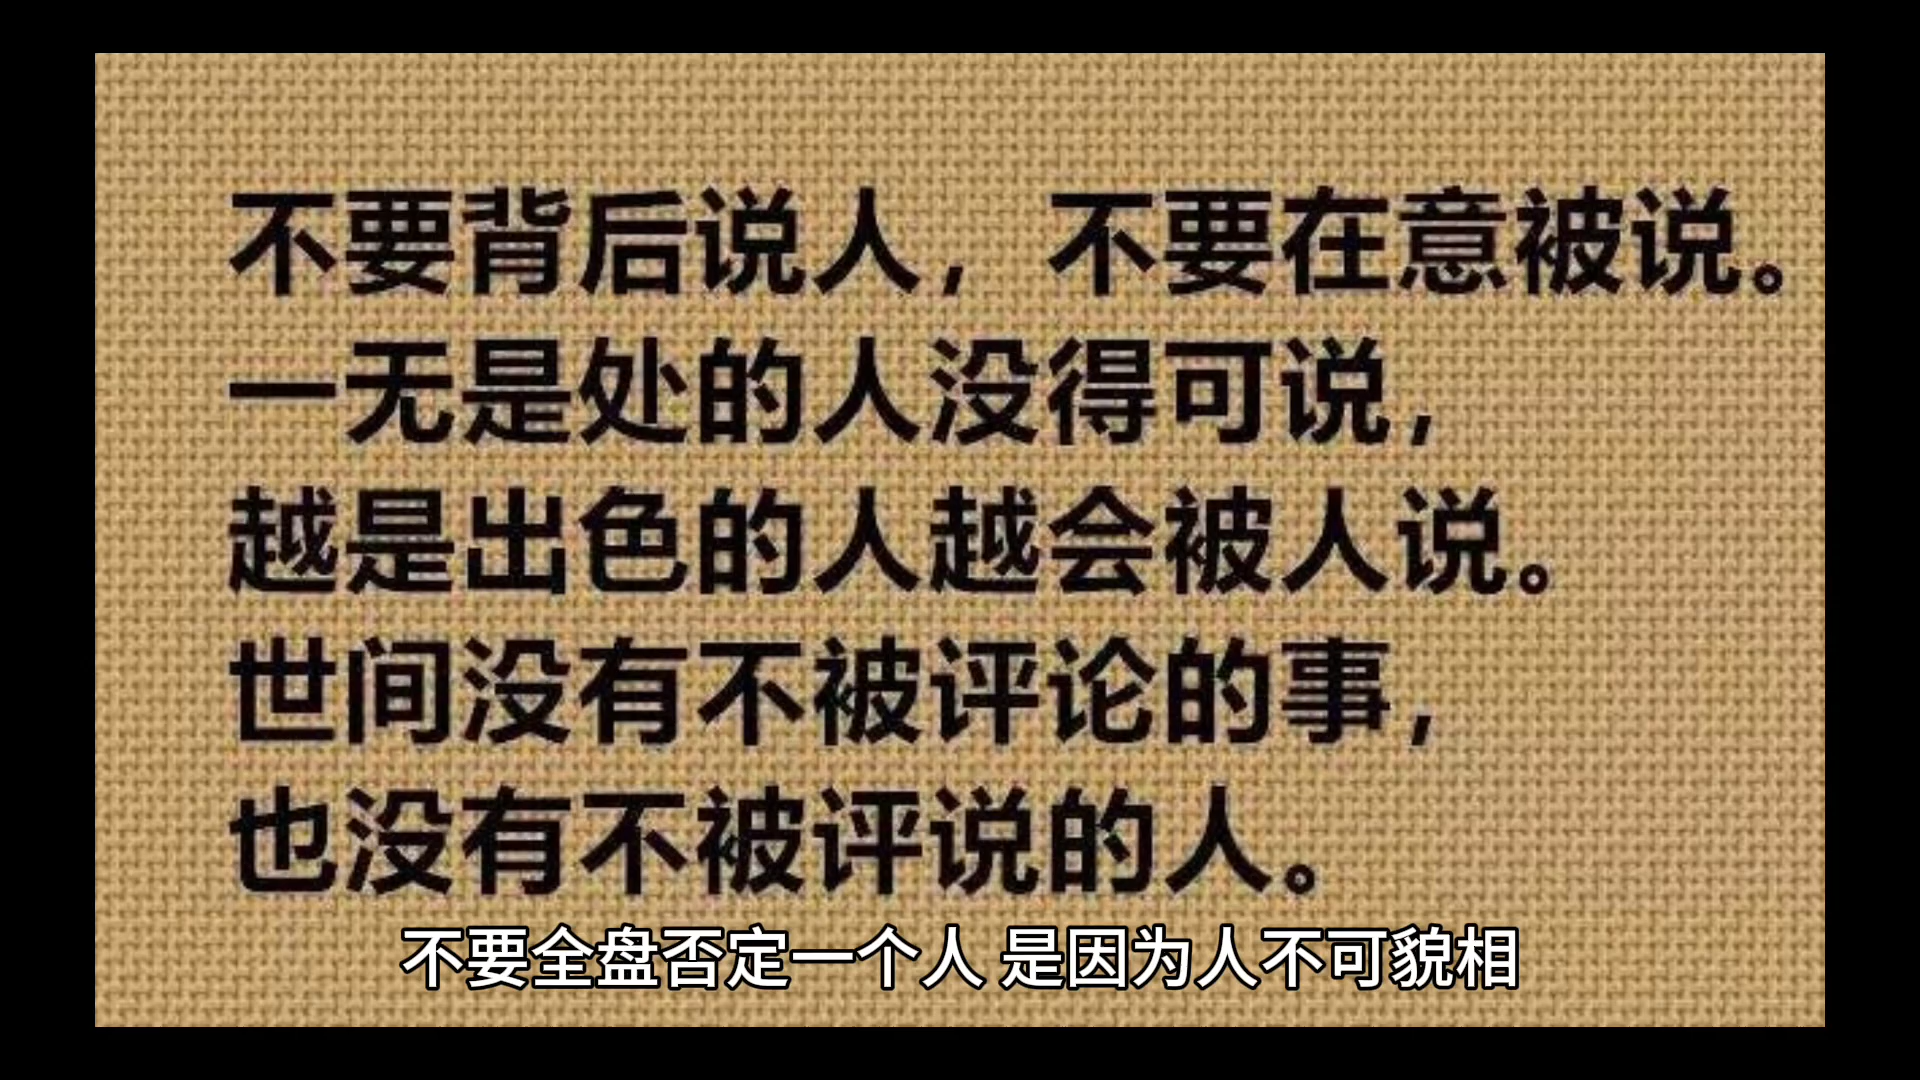 不要背后说人，不要在意被说。
一无是处的人没得可说，
越是出色的人越会被人说。
世间没有不被评论的事，
也没有不被评说的人。
不要全盘否定一个人 是因为人不可貌相